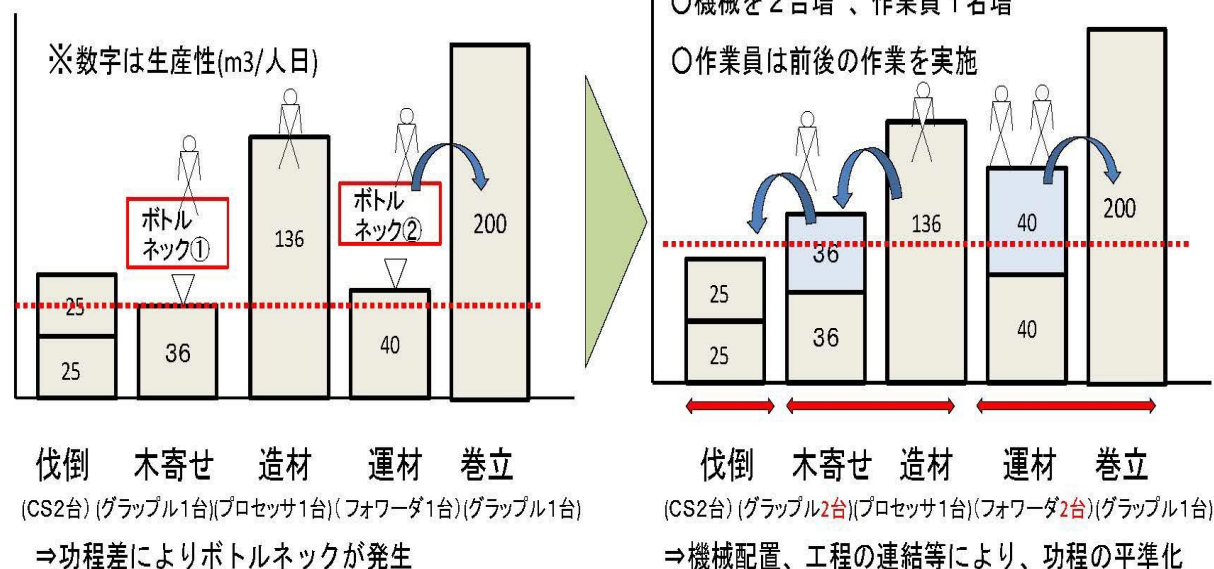 ※数字は生産性(m3/人日)
ボトル
ネック①
ボトル
ネック②
25
25
36
136
40
200
伐倒 木寄せ 造材 運材 巻立
(CS2台)(グラップル1台)(プロセッサ1台)(フォワーダ1台)(グラップル1台)
⇒功程差によりボトルネックが発生
〇機械を2台増 、作業員1名増
〇作業員は前後の作業を実施
25
25
36
36
136
40
40
200
伐倒 木寄せ 造材 運材 巻立
(CS2台)(グラップル2台)(プロセッサ1台)(フォワーダ2台)(グラップル1台)
⇒機械配置、工程の連結等により、功程の平準化